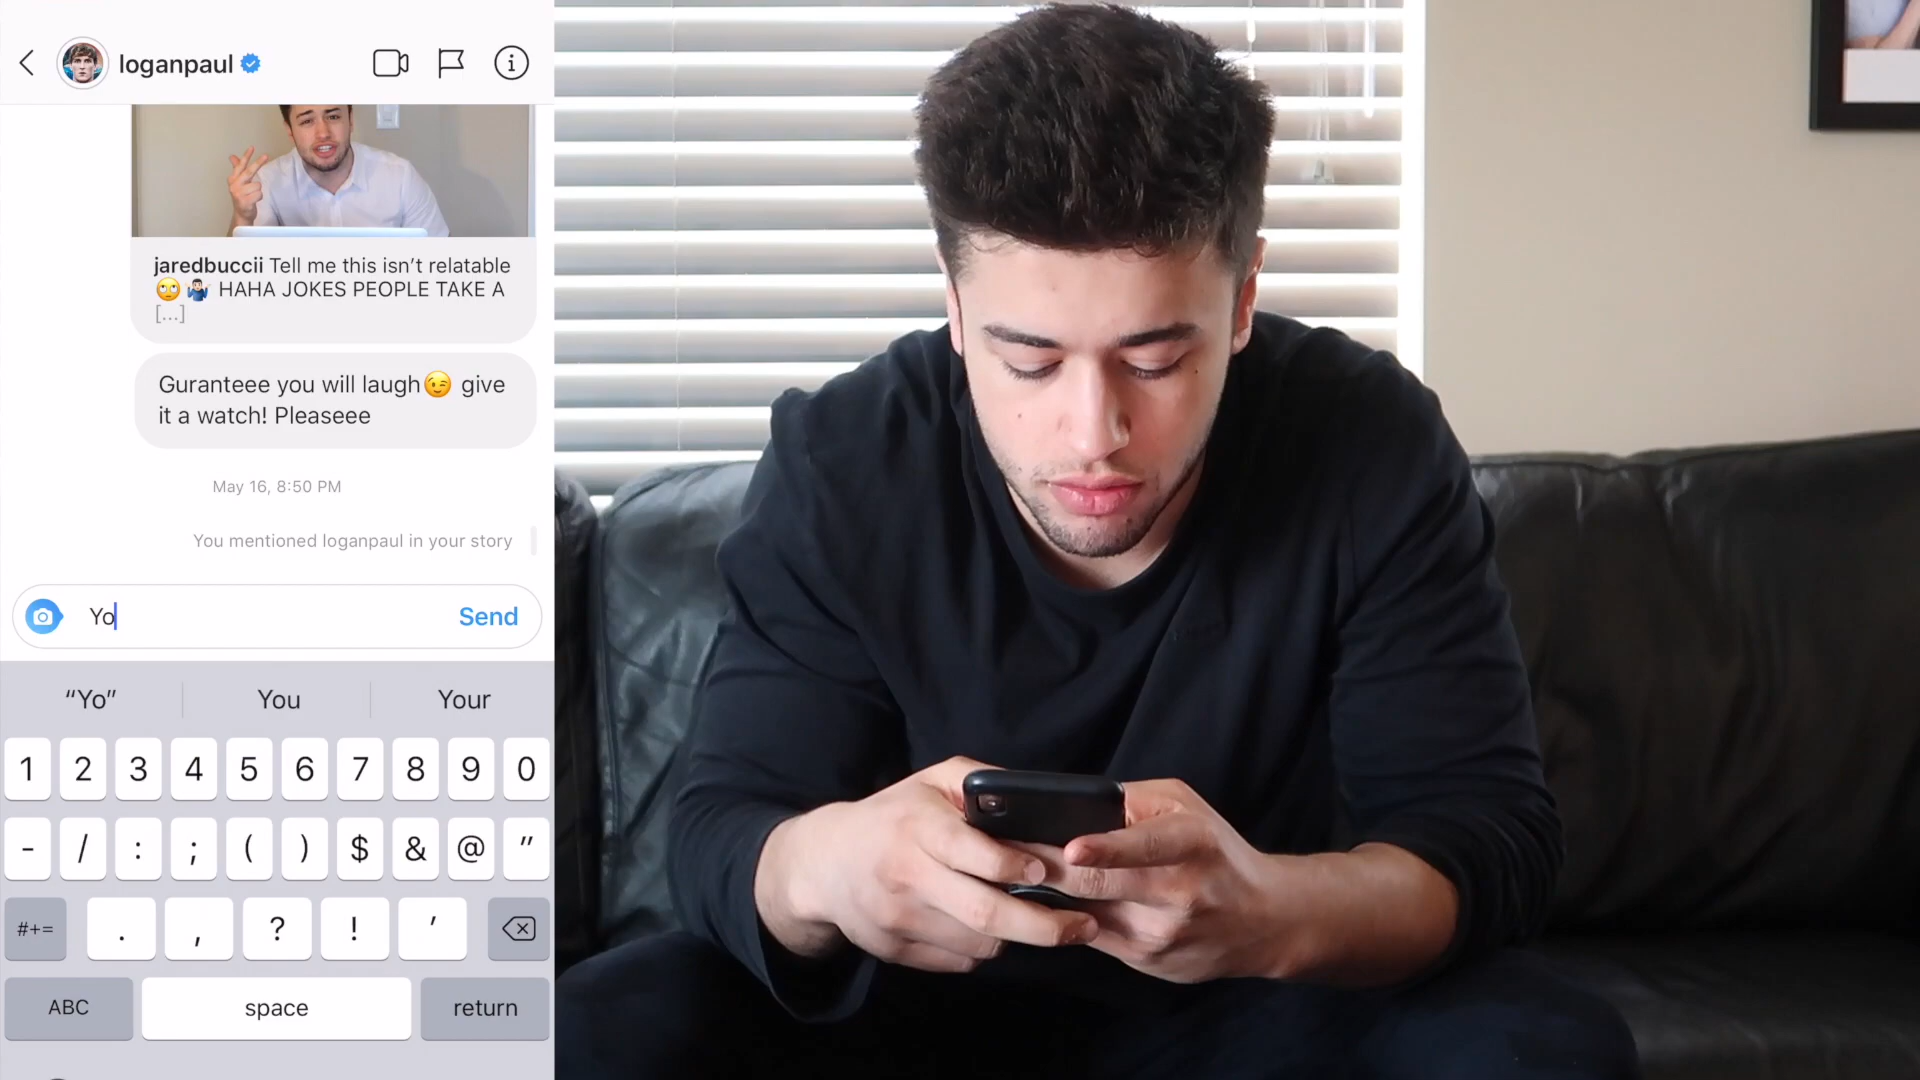 loganpaul
jaredbuccii Tell me this isn't relatable
🙄🤷🏻‍♂️ HAHA JOKES PEOPLE TAKE A
[...]
Guranteee you will laugh😉 give
it a watch! Pleaseee
May 16, 8:50 PM
You mentioned loganpaul in your story
Yo
Send
“Yo” You Your
1 2 3 4 5 6 7 8 9 0
- / : ; ( ) $ & @ "
#+= . , ? ! '
ABC space return